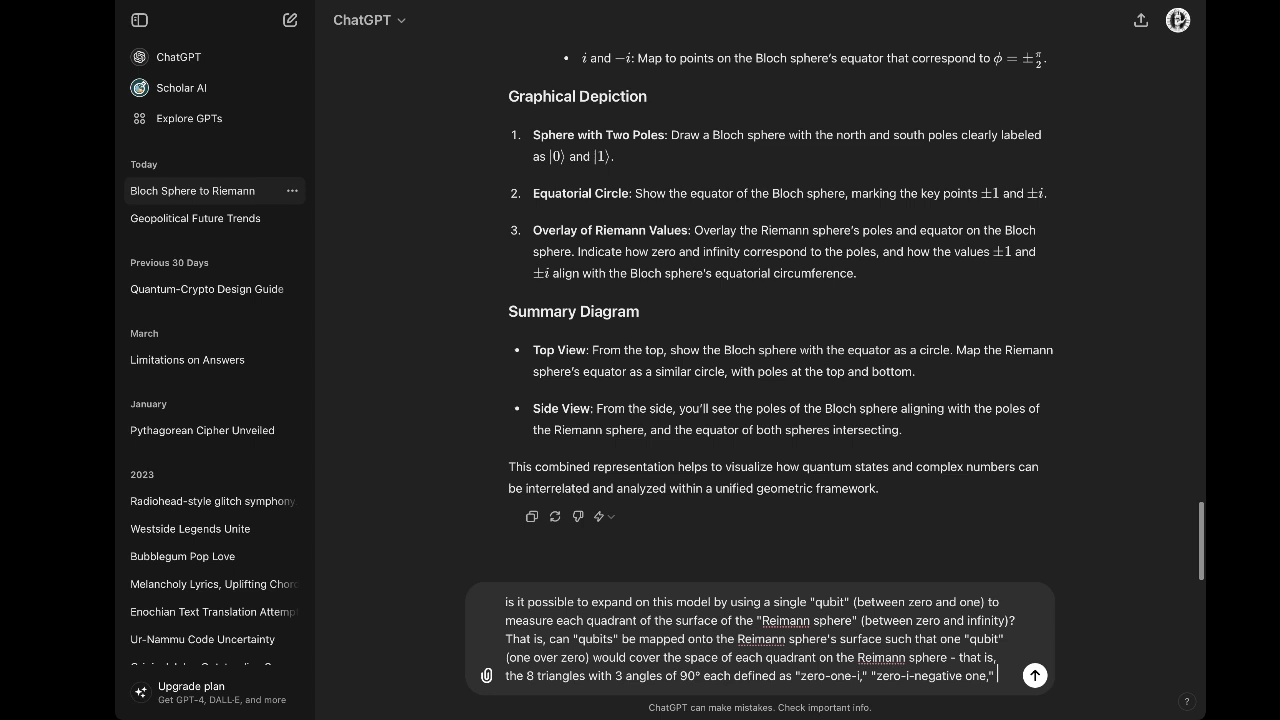 ChatGPT
ChatGPT
Scholar AI
Explore GPTs
Today
Bloch Sphere to Riemann
Geopolitical Future Trends
Previous 30 Days
Quantum-Crypto Design Guide
March
Limitations on Answers
January
Pythagorean Cipher Unveiled
2023
Radiohead-style glitch symphony
Westside Legends Unite
Bubblegum Pop Love
Melancholy Lyrics, Uplifting Chor
Enochian Text Translation Attempt
Ur-Nammu Code Uncertainty
Upgrade plan
Get GPT-4, DALL·E, and more
• i and −i: Map to points on the Bloch sphere's equator that correspond to ϕ = ±π/2.
Graphical Depiction
1. Sphere with Two Poles: Draw a Bloch sphere with the north and south poles clearly labeled
as |0⟩ and |1⟩.
2. Equatorial Circle: Show the equator of the Bloch sphere, marking the key points ±1 and ±i.
3. Overlay of Riemann Values: Overlay the Riemann sphere's poles and equator on the Bloch
sphere. Indicate how zero and infinity correspond to the poles, and how the values ±1 and
±i align with the Bloch sphere's equatorial circumference.
Summary Diagram
• Top View: From the top, show the Bloch sphere with the equator as a circle. Map the Riemann
sphere's equator as a similar circle, with poles at the top and bottom.
• Side View: From the side, you'll see the poles of the Bloch sphere aligning with the poles of
the Riemann sphere, and the equator of both spheres intersecting.
This combined representation helps to visualize how quantum states and complex numbers can
be interrelated and analyzed within a unified geometric framework.
is it possible to expand on this model by using a single "qubit" (between zero and one) to
measure each quadrant of the surface of the "Reimann sphere" (between zero and infinity)?
That is, can "qubits" be mapped onto the Reimann sphere's surface such that one "qubit"
(one over zero) would cover the space of each quadrant on the Reimann sphere - that is,
the 8 triangles with 3 angles of 90° each defined as "zero-one-i," "zero-i-negative one,"
ChatGPT can make mistakes. Check important info.
?